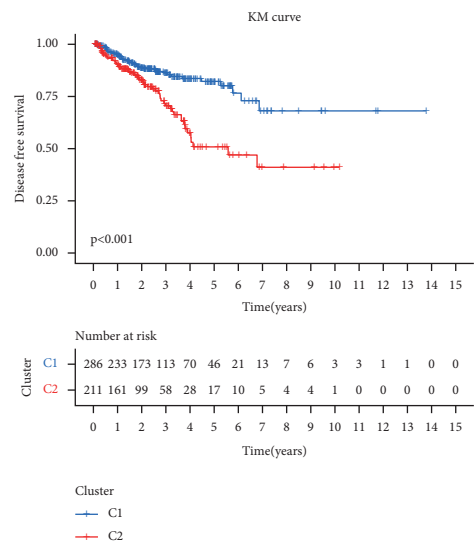 KM curve
1.00
0.75
0.50
0.25
0.00
Disease free survival
p<0.001
0 1 2 3 4 5 6 7 8 9 10 11 12 13 14 15
Time(years)
Number at risk
Cluster
C1 286 233 173 113 70 46 21 13 7 6 3 3 1 1 0 0
C2 211 161 99 58 28 17 10 5 4 4 1 0 0 0 0 0
0 1 2 3 4 5 6 7 8 9 10 11 12 13 14 15
Time(years)
Cluster
C1
C2